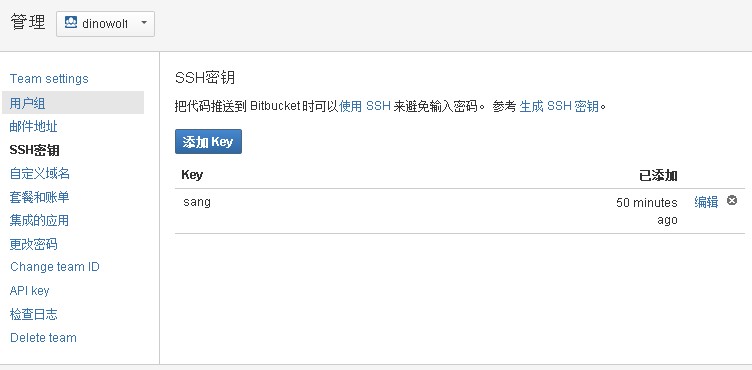 管理 dinowolf
Team settings
用户组
邮件地址
SSH密钥
自定义域名
套餐和账单
集成的应用
更改密码
Change team ID
API key
检查日志
Delete team
SSH密钥
把代码推送到 Bitbucket 时可以使用 SSH 来避免输入密码。 参考 生成 SSH 密钥。
添加 Key
Key 已添加
sang 50 minutes ago 编辑